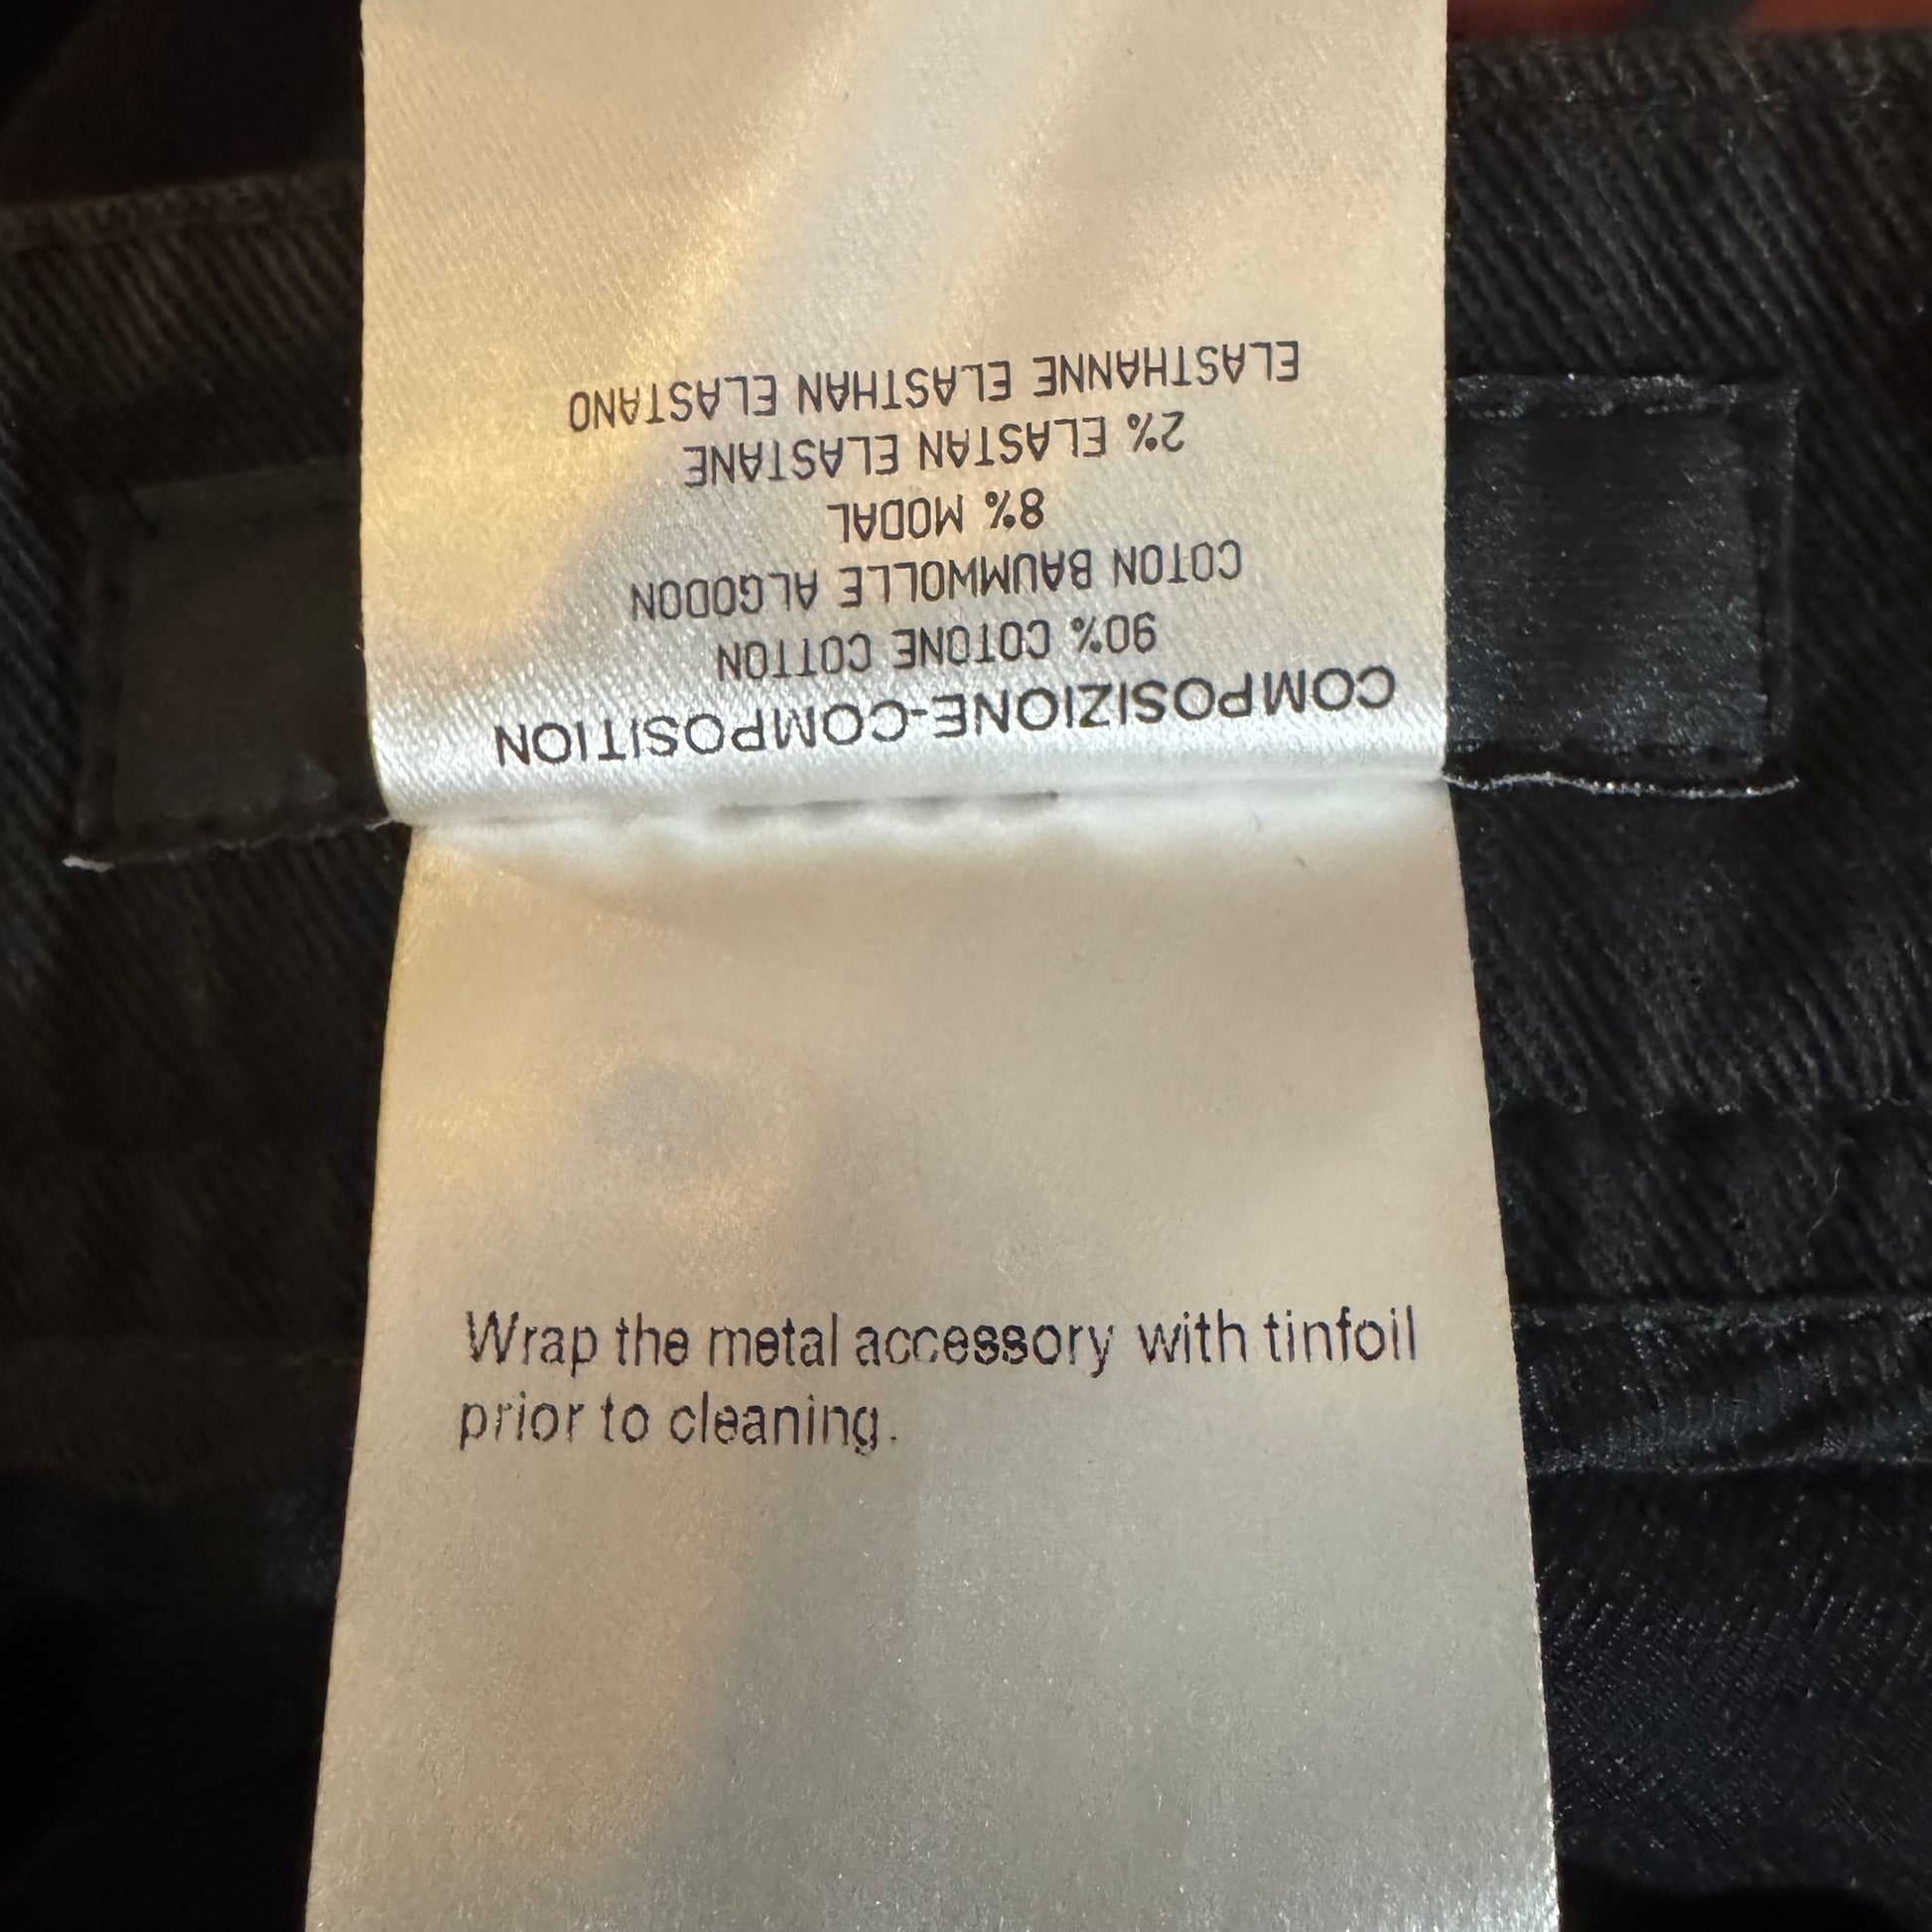 COMPOSIZIONE-COMPOSITION
90% COTONE COTTON
COTON BAUMWOLLE ALGODON
8% MODAL
2% ELASTAN ELASTANE
ELASTHANNE ELASTHAN ELASTANO
Wrap the metal accessory with tinfoil
prior to cleaning.